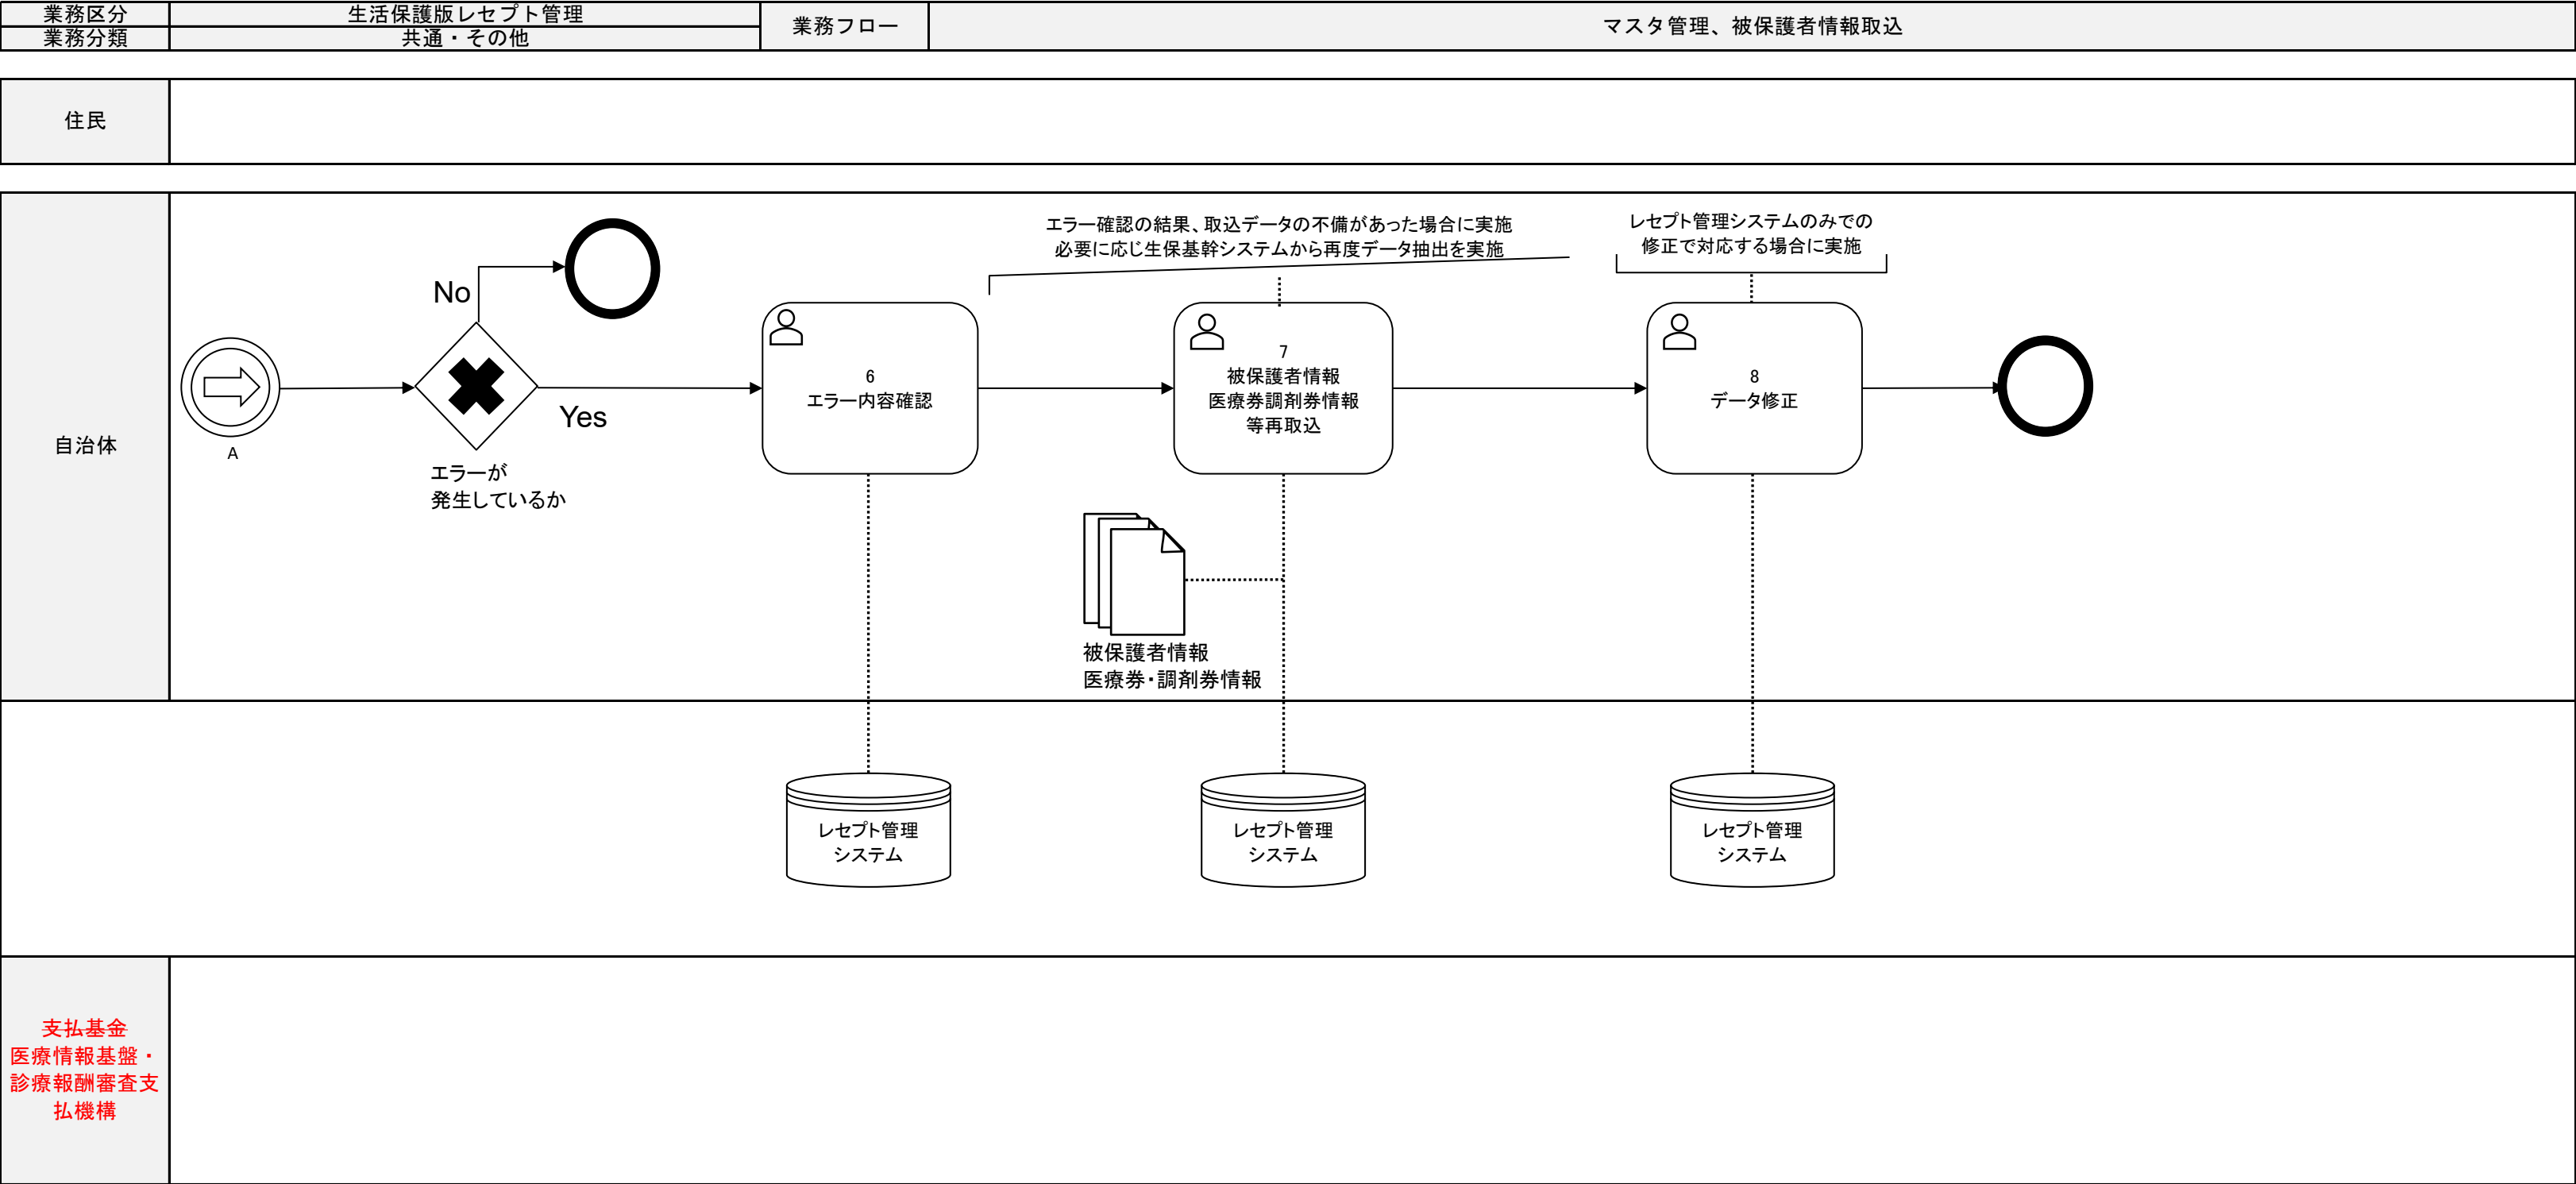 業務区分
生活保護版レセプト管理
業務フロー
マスタ管理、被保護者情報取込
業務分類
共通・その他
住民
自治体
エラー確認の結果、取込データの不備があった場合に実施
必要に応じ生保基幹システムから再度データ抽出を実施
レセプト管理システムのみでの
修正で対応する場合に実施
No
Yes
A
エラーが
発生しているか
6
エラー内容確認
7
被保護者情報
医療券調剤券情報
等再取込
8
データ修正
被保護者情報
医療券・調剤券情報
レセプト管理
システム
レセプト管理
システム
レセプト管理
システム
支払基金
医療情報基盤・
診療報酬審査支
払機構